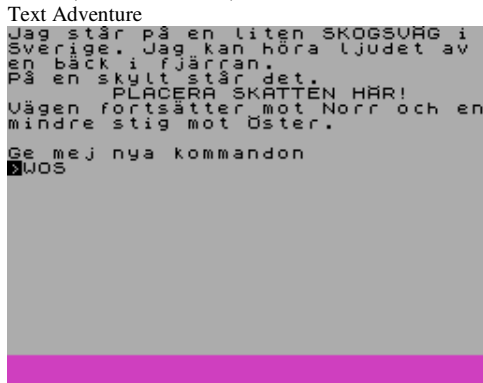 Text Adventure
Jag står på en liten SKOGSVÄG i
Sverige. Jag kan höra ljudet av
en bäck i fjärran.
På en skylt står det.
PLACERA SKATTEN HÄR!
Vägen fortsätter mot Norr och en
mindre stig mot Öster.
Ge mej nya kommandon
>WOS